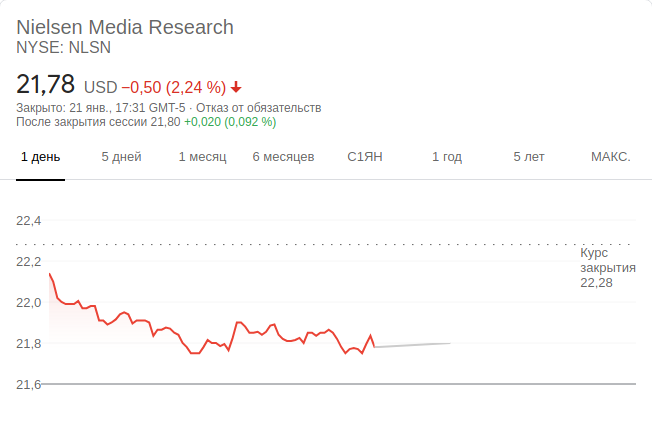 Nielsen Media Research
NYSE: NLSN
21,78 USD −0,50 (2,24 %)
Закрыто: 21 янв., 17:31 GMT-5 · Отказ от обязательств
После закрытия сессии 21,80 +0,020 (0,092 %)
1 день 5 дней 1 месяц 6 месяцев С1ЯН 1 год 5 лет МАКС.
22,4
22,2
22,0
21,8
21,6
Курс
закрытия
22,28